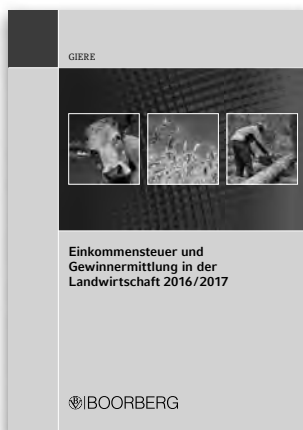 GIERE
Einkommensteuer und
Gewinnermittlung in der
Landwirtschaft 2016/2017
BOORBERG